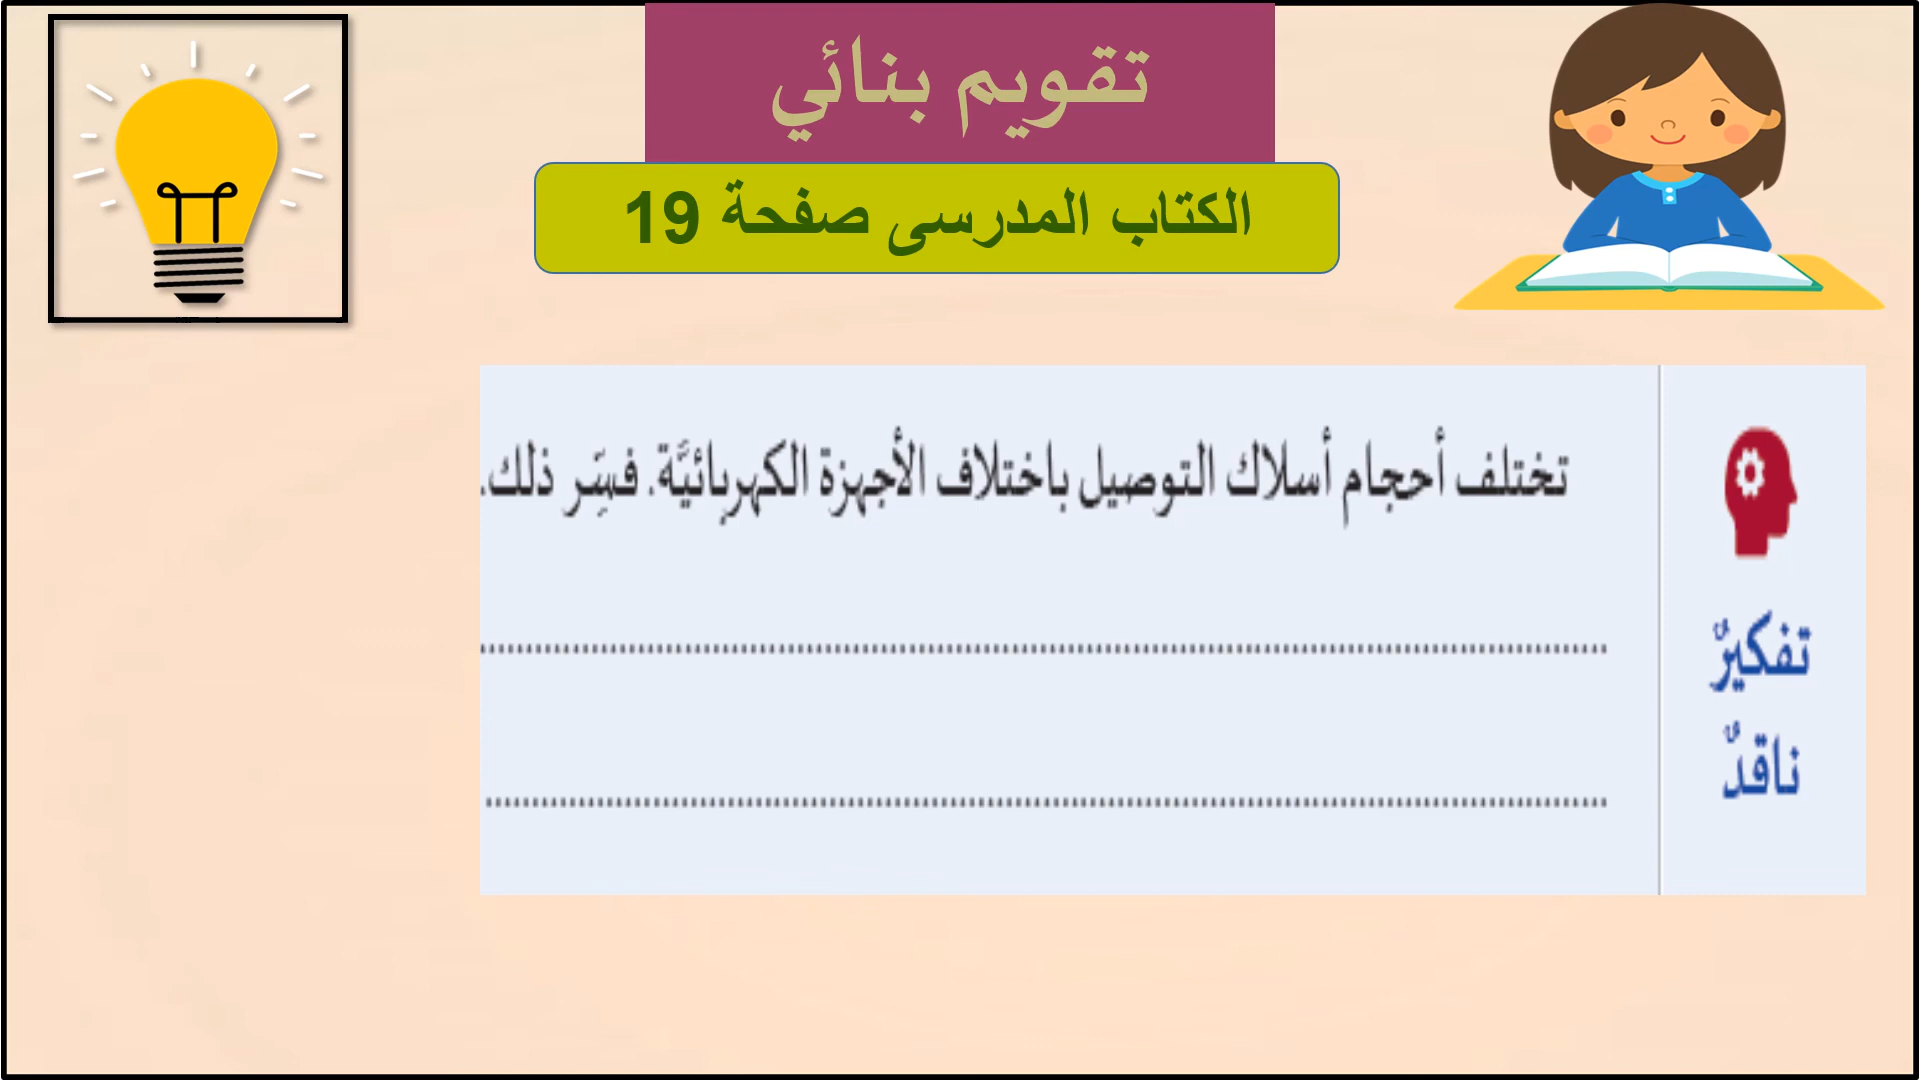 تقويم بنائي
الكتاب المدرسى صفحة 19
تختلف أحجام أسلاك التوصيل باختلاف الأجهزة الكهربائيَّة. فسِّر ذلك.
تفكيرٌ
ناقدٌ